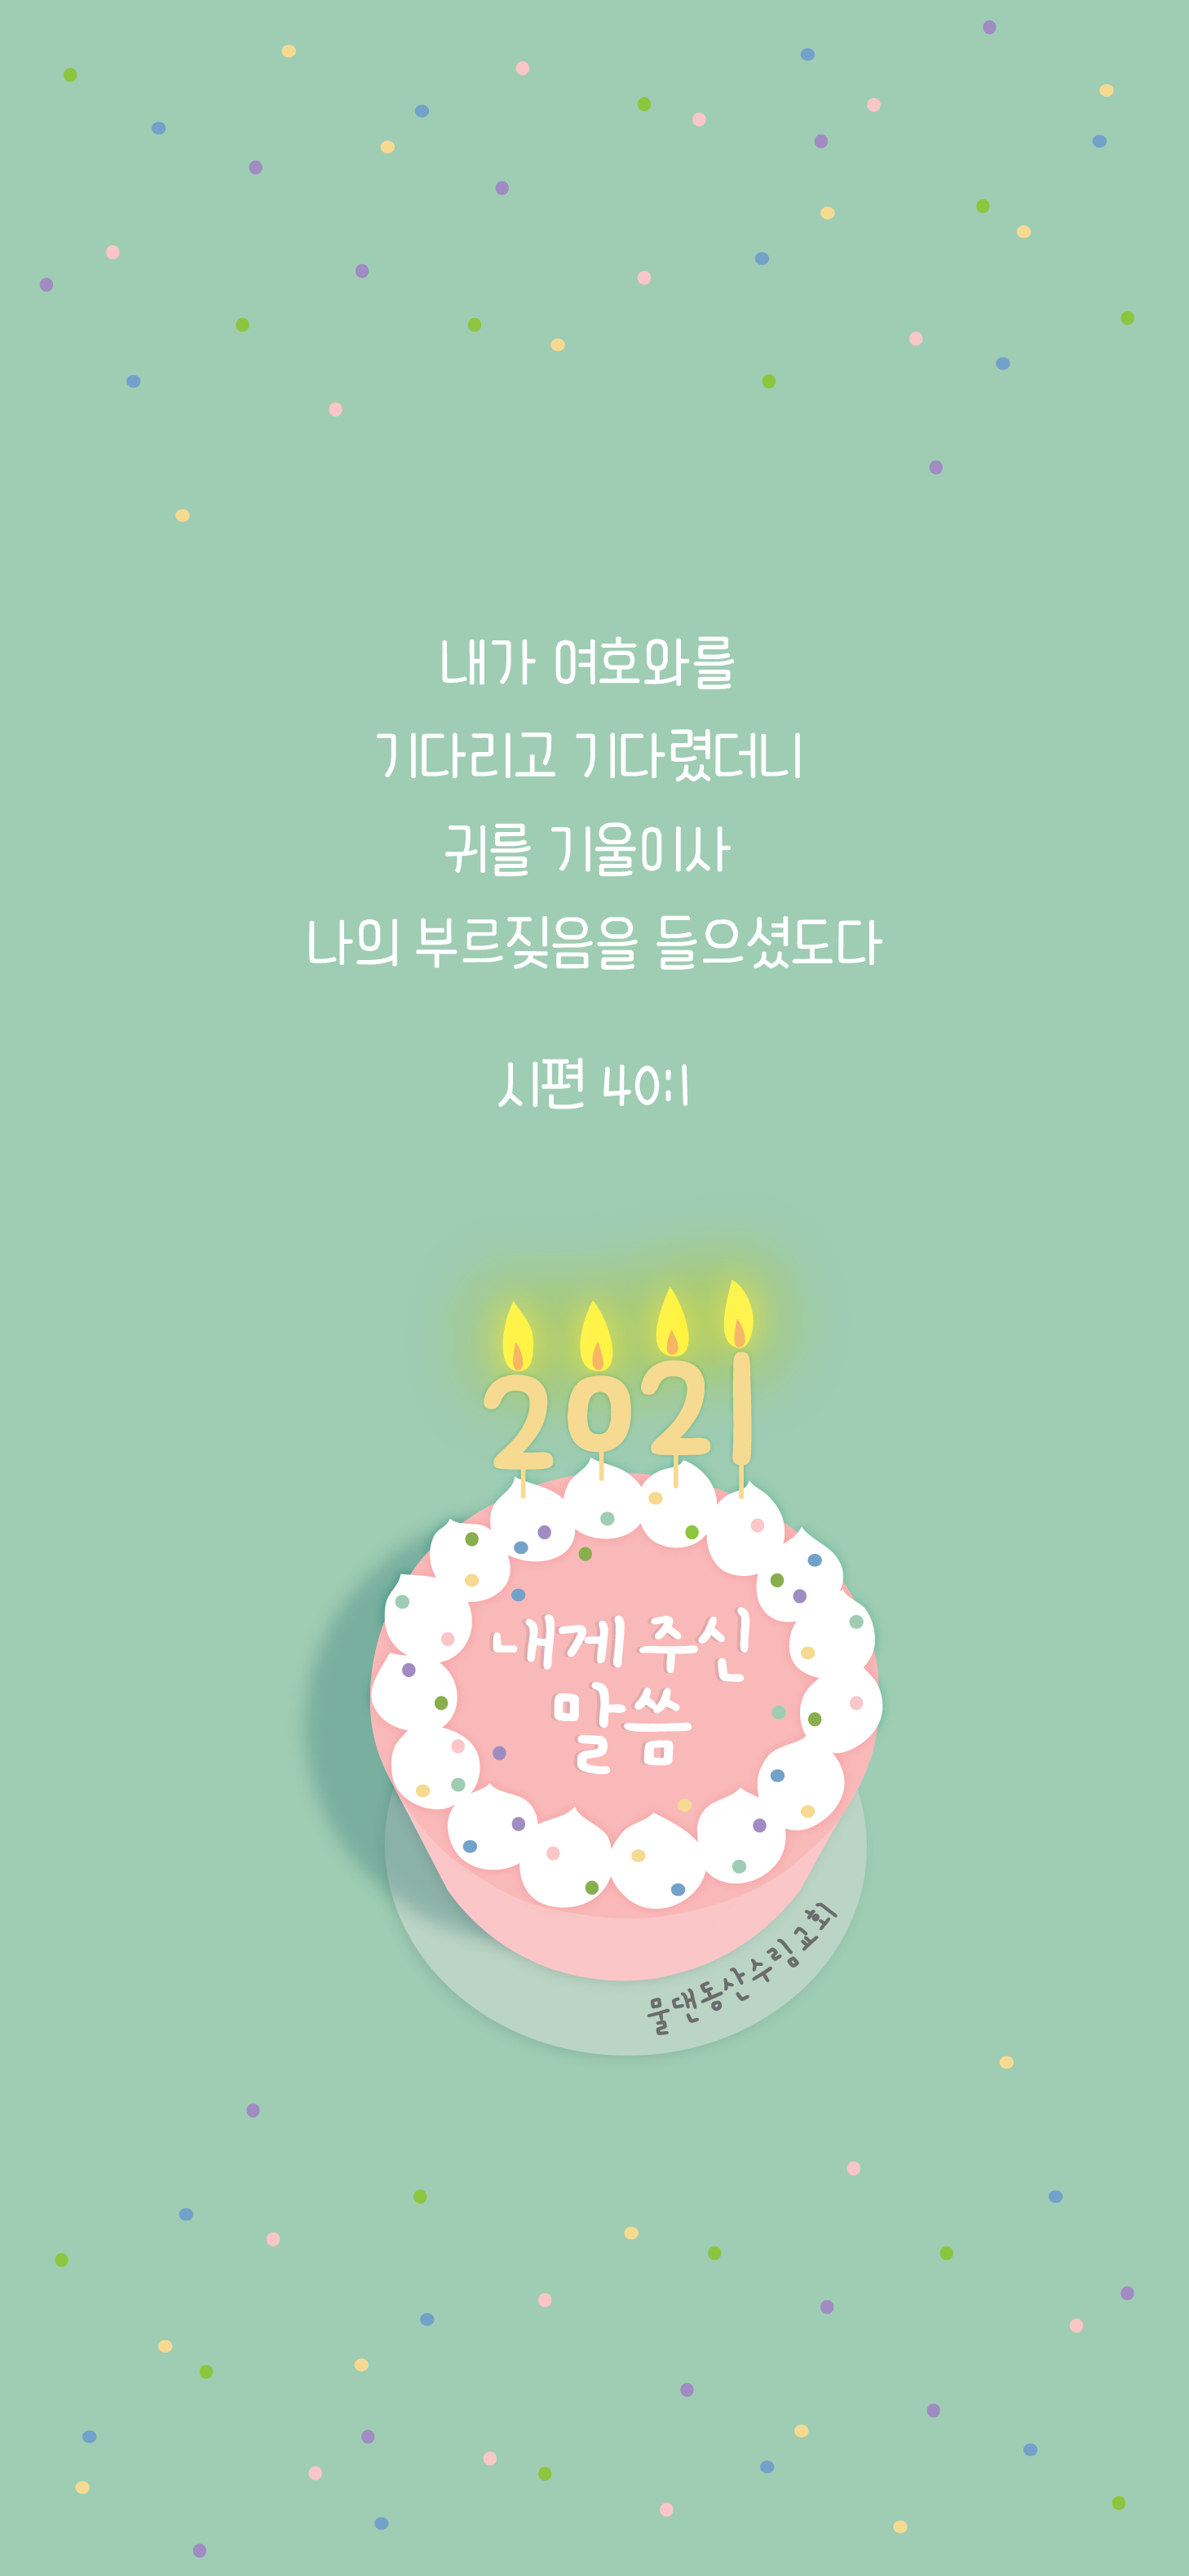 내가 여호와를
기다리고 기다렸더니
귀를 기울이사
나의 부르짖음을 들으셨도다
시편 40:1
2021
내게 주신
말씀
물댄동산수림교회